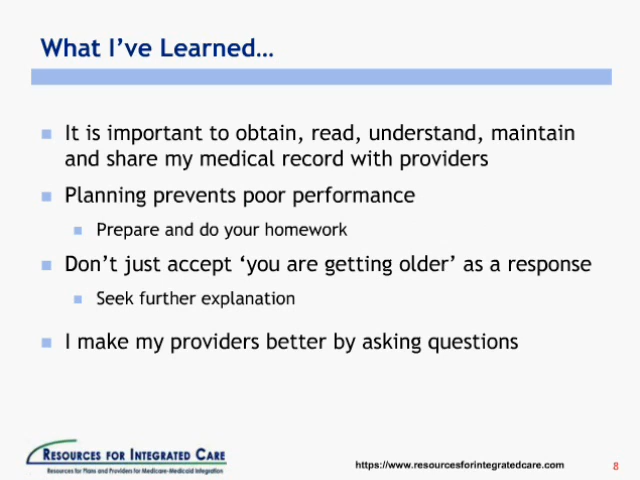 What I've Learned…
It is important to obtain, read, understand, maintain
and share my medical record with providers
Planning prevents poor performance
Prepare and do your homework
Don't just accept 'you are getting older' as a response
Seek further explanation
I make my providers better by asking questions
RESOURCES FOR INTEGRATED CARE
Resources for Plans and Providers for Medicare-Medicaid Integration
https://www.resourcesforintegratedcare.com
8